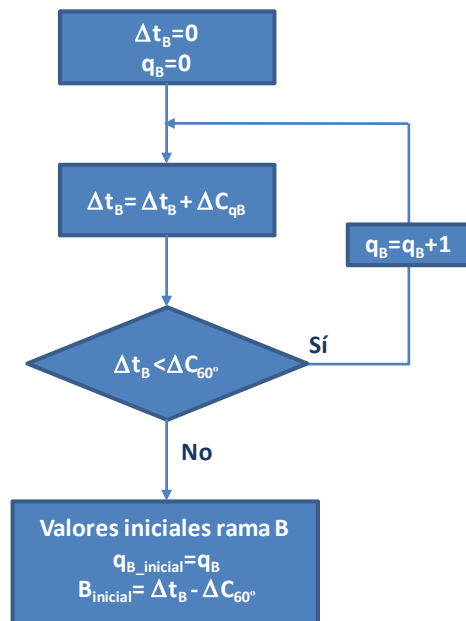 Δt_B=0
q_B=0
Δt_B= Δt_B + ΔC_qB
q_B=q_B+1
Δt_B <ΔC_60º
Sí
No
Valores iniciales rama B
q_B_inicial=q_B
B_inicial= Δt_B - ΔC_60º